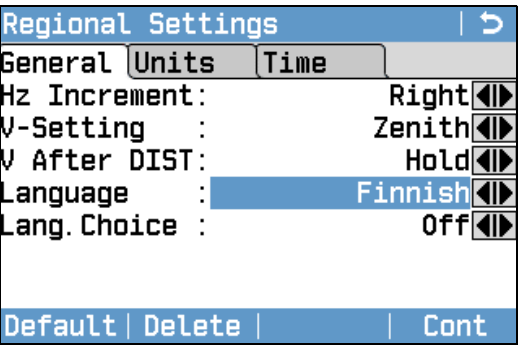 Regional Settings
General Units Time
Hz Increment: Right
V-Setting : Zenith
V After DIST: Hold
Language : Finnish
Lang.Choice : Off
Default | Delete | | Cont